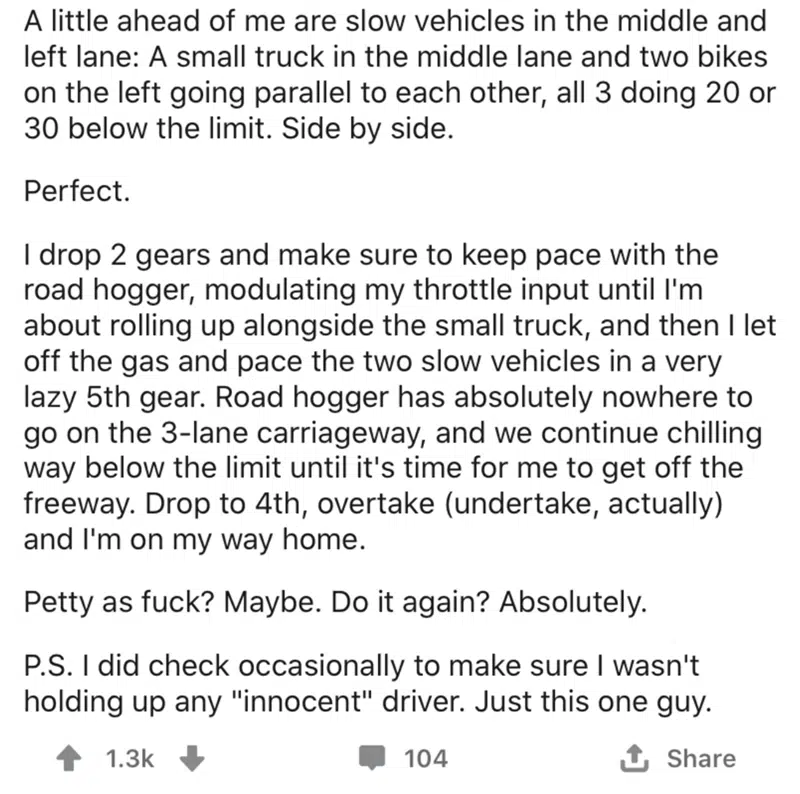 A little ahead of me are slow vehicles in the middle and
left lane: A small truck in the middle lane and two bikes
on the left going parallel to each other, all 3 doing 20 or
30 below the limit. Side by side.
Perfect.
I drop 2 gears and make sure to keep pace with the
road hogger, modulating my throttle input until I'm
about rolling up alongside the small truck, and then I let
off the gas and pace the two slow vehicles in a very
lazy 5th gear. Road hogger has absolutely nowhere to
go on the 3-lane carriageway, and we continue chilling
way below the limit until it's time for me to get off the
freeway. Drop to 4th, overtake (undertake, actually)
and I'm on my way home.
Petty as fuck? Maybe. Do it again? Absolutely.
P.S. I did check occasionally to make sure I wasn't
holding up any "innocent" driver. Just this one guy.
1.3k 104 Share